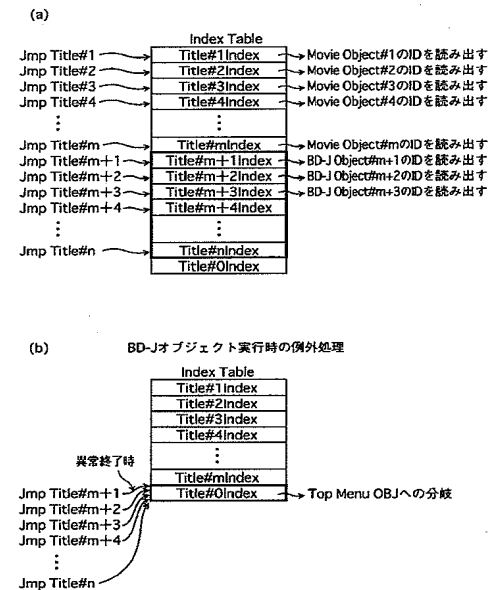 (a)
Index Table
Jmp Title#1 Title#1Index Movie Object#1のIDを読み出す
Jmp Title#2 Title#2Index Movie Object#2のIDを読み出す
Jmp Title#3 Title#3Index Movie Object#3のIDを読み出す
Jmp Title#4 Title#4Index Movie Object#4のIDを読み出す
Jmp Title#m Title#mIndex Movie Object#mのIDを読み出す
Jmp Title#m+1 Title#m+1Index BD-J Object#m+1のIDを読み出す
Jmp Title#m+2 Title#m+2Index BD-J Object#m+2のIDを読み出す
Jmp Title#m+3 Title#m+3Index BD-J Object#m+3のIDを読み出す
Jmp Title#m+4 Title#m+4Index
Jmp Title#n Title#nIndex
Title#0Index
(b) BD-Jオブジェクト実行時の例外処理
Index Table
Title#1Index
Title#2Index
Title#3Index
Title#4Index
異常終了時
Title#mIndex
Jmp Title#m+1 Title#0Index Top Menu OBJへの分岐
Jmp Title#m+2
Jmp Title#m+3
Jmp Title#m+4
Jmp Title#n